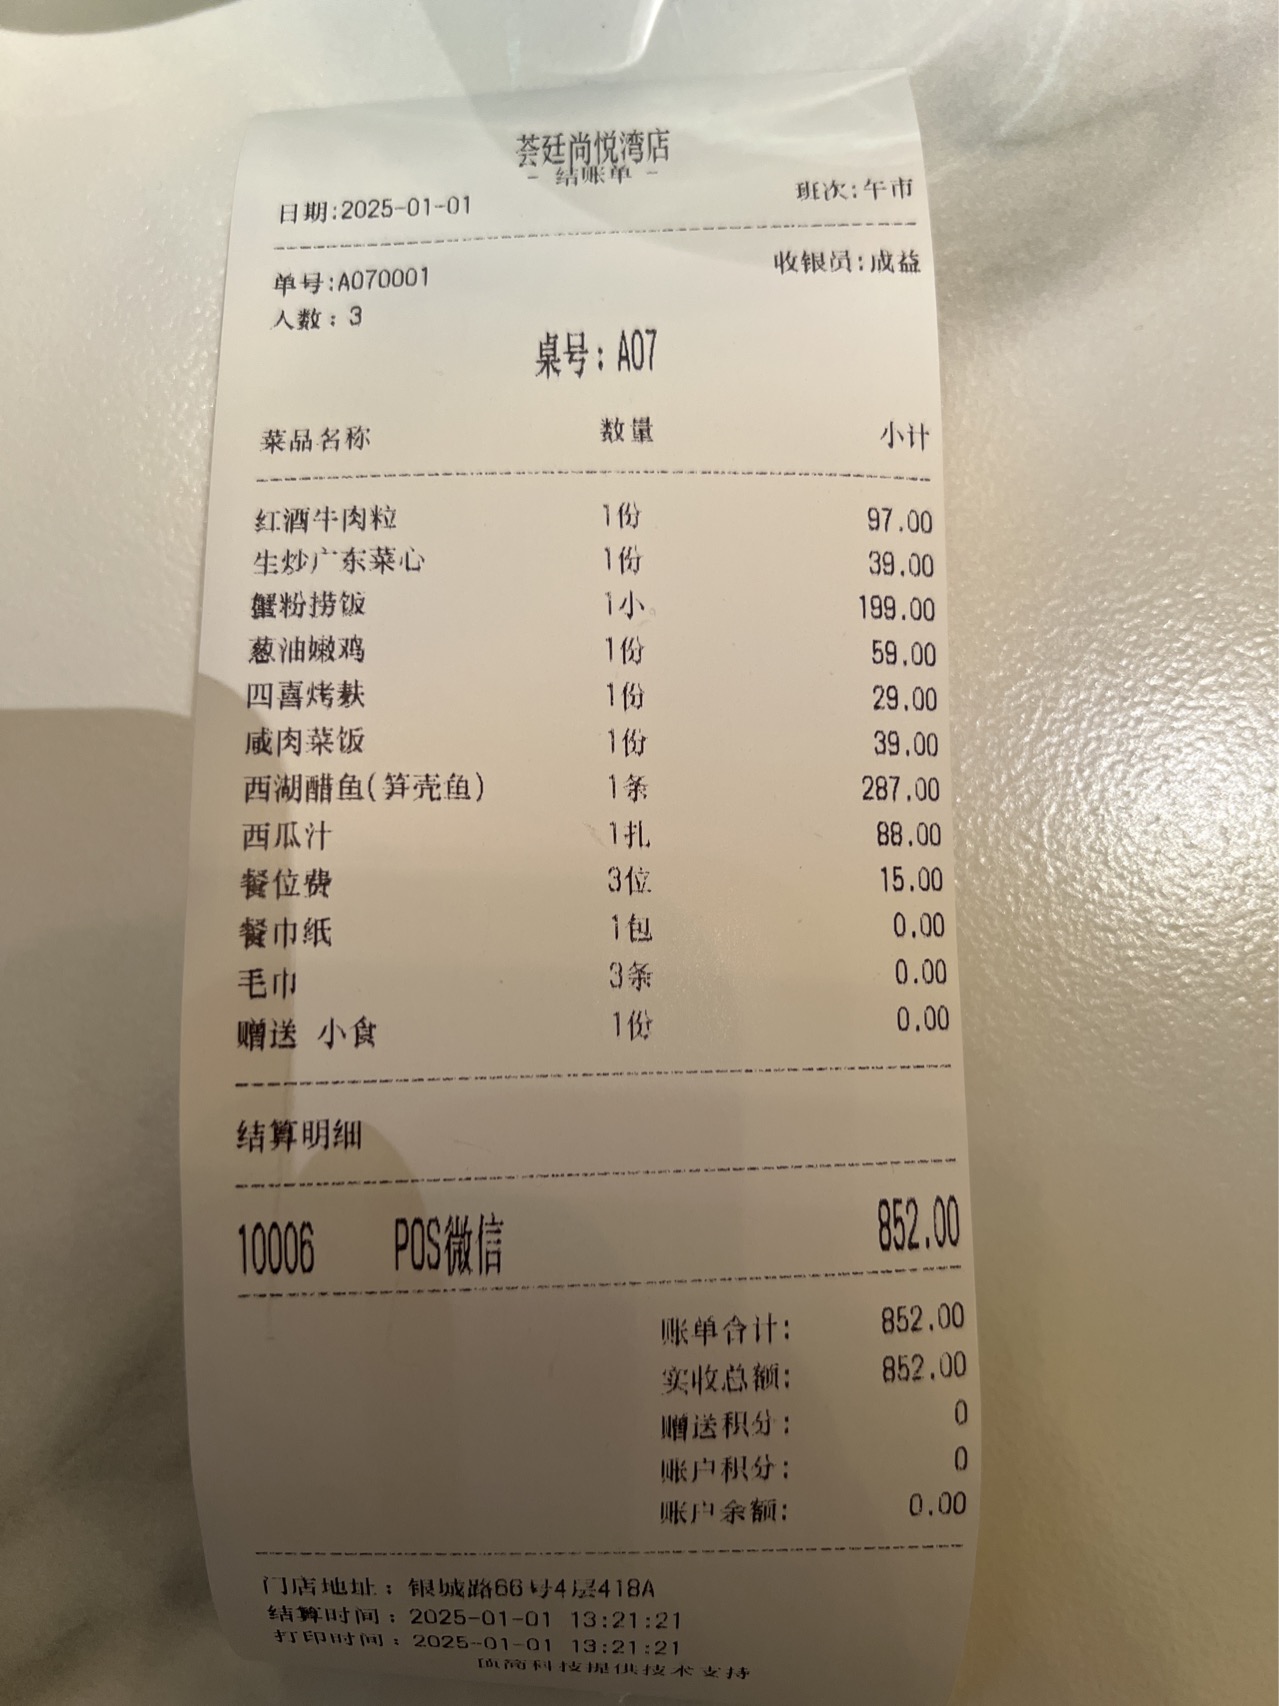 荟廷尚悦湾店
- 结账单 -
日期:2025-01-01 班次:午市
单号:A070001 收银员:成益
人数: 3
桌号: A07
菜品名称 数量 小计
红酒牛肉粒 1份 97.00
生炒广东菜心 1份 39.00
蟹粉捞饭 1小 199.00
葱油嫩鸡 1份 59.00
四喜烤麸 1份 29.00
咸肉菜饭 1份 39.00
西湖醋鱼(笋壳鱼) 1条 287.00
西瓜汁 1扎 88.00
餐位费 3位 15.00
餐巾纸 1包 0.00
毛巾 3条 0.00
赠送 小食 1份 0.00
结算明细
10006 POS微信 852.00
账单合计: 852.00
实收总额: 852.00
赠送积分: 0
账户积分: 0
账户余额: 0.00
门店地址: 银城路66号4层418A
结算时间: 2025-01-01 13:21:21
打印时间: 2025-01-01 13:21:21
顶简科技提供技术支持